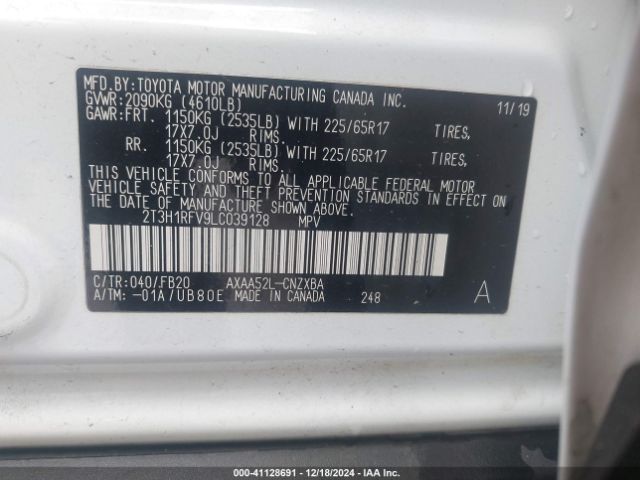 MFD.BY:TOYOTA MOTOR MANUFACTURING CANADA INC. 11/19
GVWR:2090KG (4610LB)
GAWR:FRT. 1150KG (2535LB) WITH 225/65R17 TIRES,
17X7.0J RIMS.
RR. 1150KG (2535LB) WITH 225/65R17 TIRES,
17X7.0J RIMS.
THIS VEHICLE CONFORMS TO ALL APPLICABLE FEDERAL MOTOR
VEHICLE SAFETY AND THEFT PREVENTION STANDARDS IN EFFECT ON
THE DATE OF MANUFACTURE SHOWN ABOVE.
2T3H1RFV9LC039128 MPV
C/TR:040/.FB20 AXAA52L-CNZXBA
A/TM:-01A/UB80E MADE IN CANADA 248 A
000-41128691 - 12/18/2024 - IAA Inc.